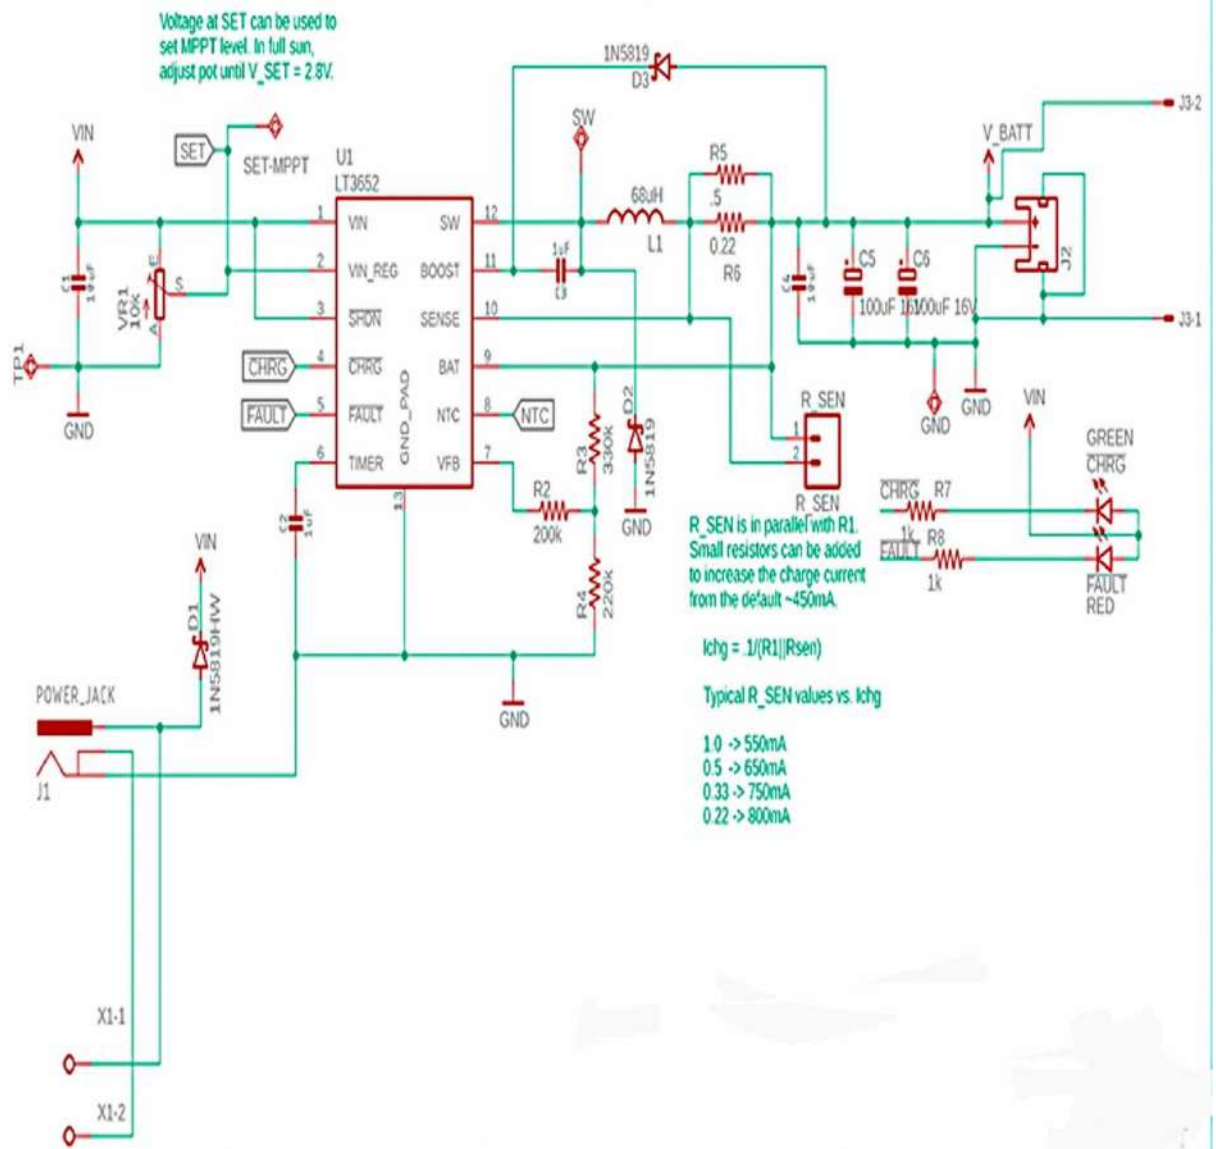 Voltage at SET can be used to
set MPPT level. In full sun,
adjust pot until V_SET = 2.8V.
1N5819
D3
J3-2
VIN
SET
SET-MPPT
SW
V_BATT
U1
LT3652
R5
.5
68uH
L1
0.22
R6
1 VIN
SW 12
2 VIN_REG
BOOST 11
3 SHDN
SENSE 10
4 CHRG
BAT 9
5 FAULT
NTC 8
6 TIMER
VFB 7
GND_PAD
13
CHRG
FAULT
NTC
C1
10uF
VR1
10k
E
S
A
TP1
GND
1uF
C3
C4
10uF
C5
100uF 16V
C6
100uF 16V
J2
J3-1
GND
GND
R3
330k
D2
1N5819
GND
R2
200k
R4
220k
C2
1uF
R_SEN
1
2
R_SEN
VIN
GREEN
CHRG
CHRG R7
1k
FAULT R8
1k
FAULT
RED
R_SEN is in parallel with R1.
Small resistors can be added
to increase the charge current
from the default ~450mA.
Ichg = .1/(R1||Rsen)
Typical R_SEN values vs. Ichg
1.0 -> 550mA
0.5 -> 650mA
0.33 -> 750mA
0.22 -> 800mA
VIN
D1
1N5819HW
GND
POWER_JACK
J1
X1-1
X1-2